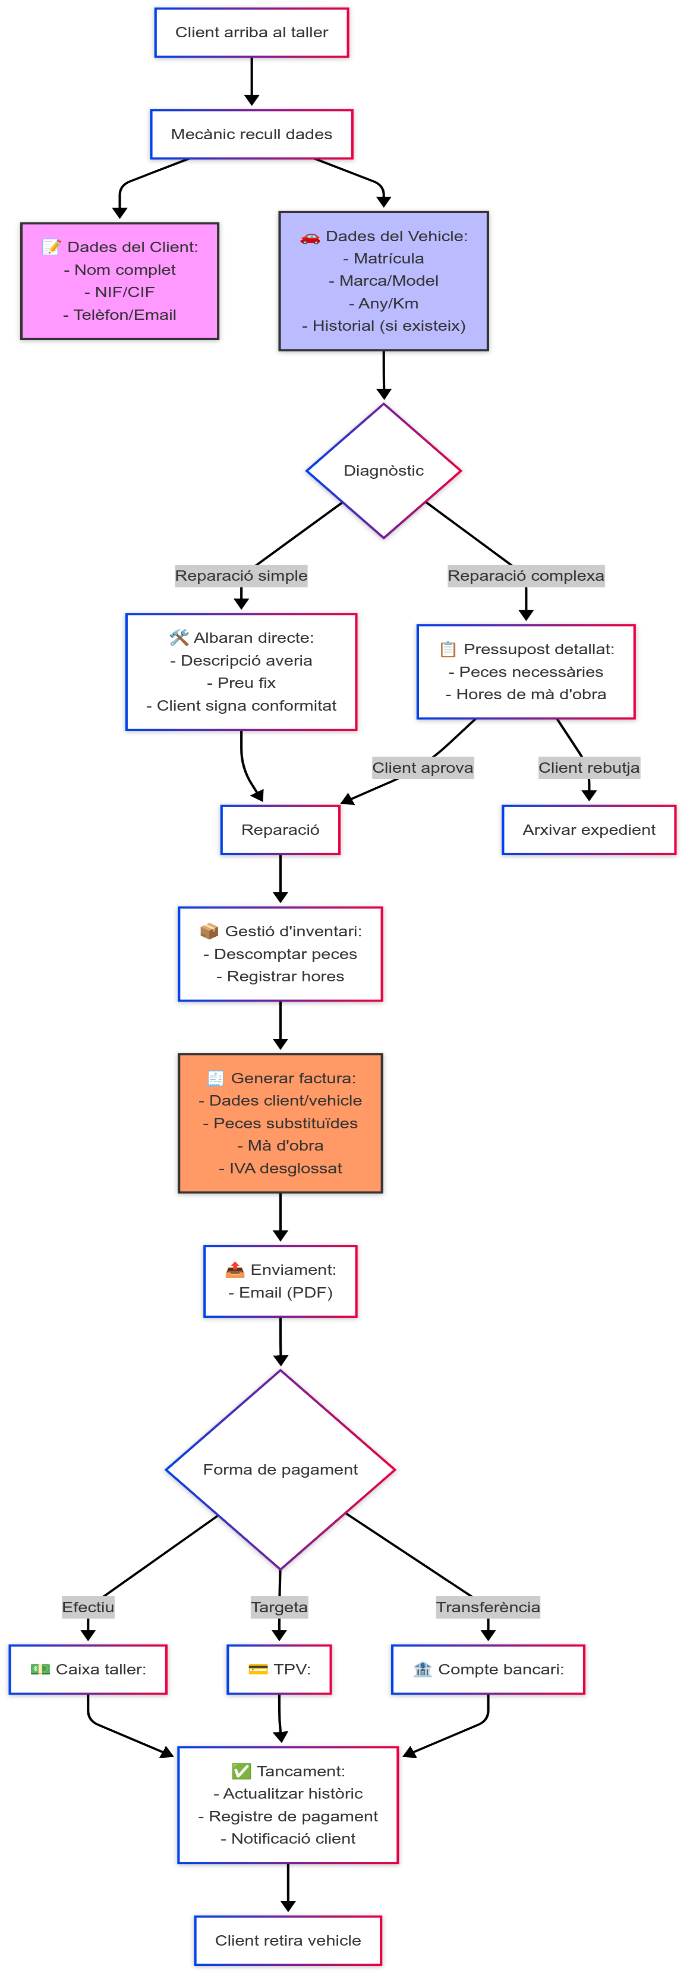 Client arriba al taller
Mecànic recull dades
📝 Dades del Client:
- Nom complet
- NIF/CIF
- Telèfon/Email
🚗 Dades del Vehicle:
- Matrícula
- Marca/Model
- Any/Km
- Historial (si existeix)
Diagnòstic
Reparació simple
Reparació complexa
🛠️ Albaran directe:
- Descripció averia
- Preu fix
- Client signa conformitat
📋 Pressupost detallat:
- Peces necessàries
- Hores de mà d'obra
Client aprova
Client rebutja
Reparació
Arxivar expedient
📦 Gestió d'inventari:
- Descomptar peces
- Registrar hores
🧾 Generar factura:
- Dades client/vehicle
- Peces substituïdes
- Mà d'obra
- IVA desglossat
📤 Enviament:
- Email (PDF)
Forma de pagament
Efectiu
Targeta
Transferència
💵 Caixa taller:
💳 TPV:
🏦 Compte bancari:
✅ Tancament:
- Actualitzar històric
- Registre de pagament
- Notificació client
Client retira vehicle